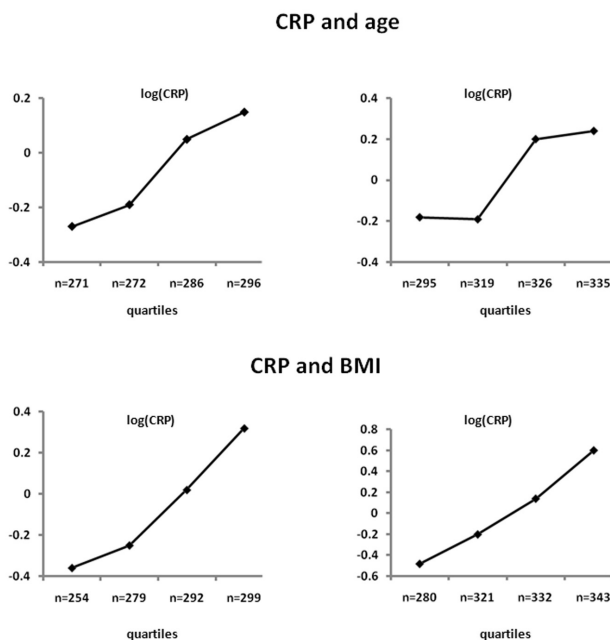 CRP and age
log(CRP)
0.2
0
-0.2
-0.4
n=271 n=272 n=286 n=296
quartiles
log(CRP)
0.4
0.2
0
-0.2
-0.4
n=295 n=319 n=326 n=335
quartiles
CRP and BMI
log(CRP)
0.4
0.2
0
-0.2
-0.4
n=254 n=279 n=292 n=299
quartiles
log(CRP)
0.8
0.6
0.4
0.2
0
-0.2
-0.4
-0.6
n=280 n=321 n=332 n=343
quartiles